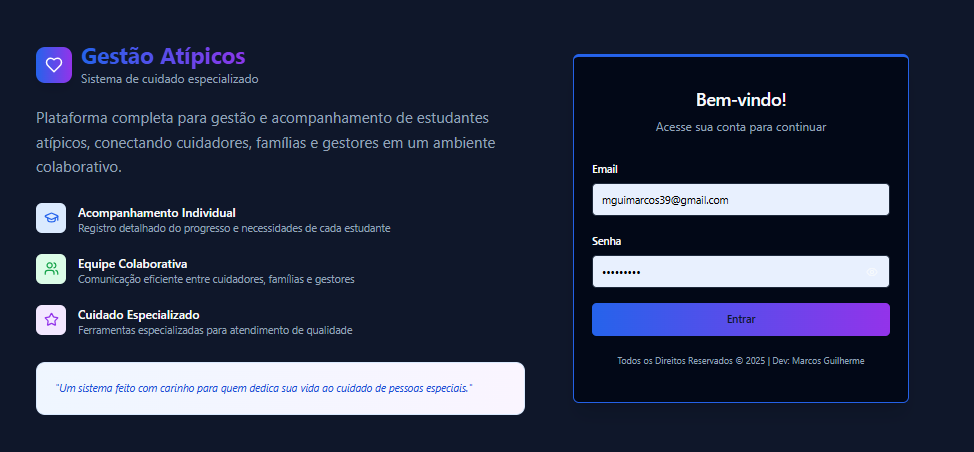 Gestão Atípicos
Sistema de cuidado especializado
Plataforma completa para gestão e acompanhamento de estudantes
atípicos, conectando cuidadores, famílias e gestores em um ambiente
colaborativo.
Acompanhamento Individual
Registro detalhado do progresso e necessidades de cada estudante
Equipe Colaborativa
Comunicação eficiente entre cuidadores, famílias e gestores
Cuidado Especializado
Ferramentas especializadas para atendimento de qualidade
"Um sistema feito com carinho para quem dedica sua vida ao cuidado de pessoas especiais."
Bem-vindo!
Acesse sua conta para continuar
Email
mguimarcos39@gmail.com
Senha
•••••••••
Entrar
Todos os Direitos Reservados © 2025 | Dev: Marcos Guilherme